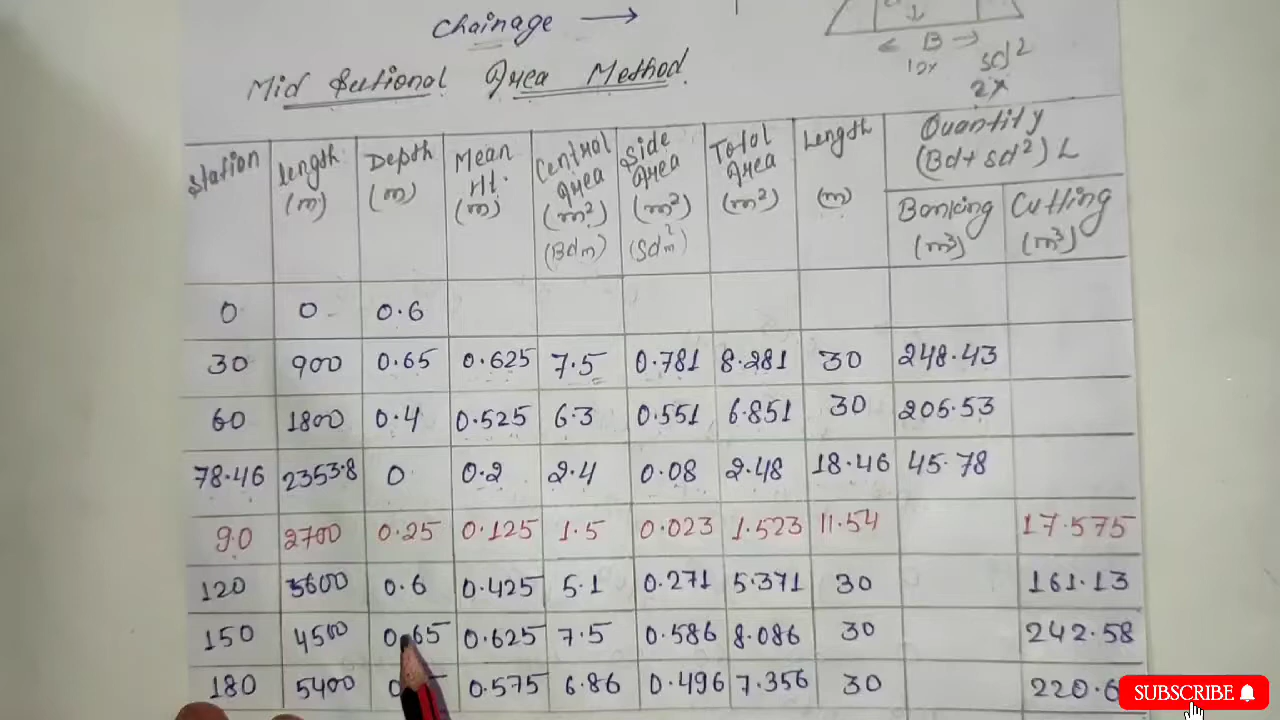 Chainage →
← B →
Sd²
Mid Sectional Area Method
Station Length (m) Depth (m) Mean Ht. (m) Central Area (m²) (Bdm) Side Area (m²) (Sdm²) Total Area (m²) Length (m) Quantity (Bd+Sd²) L
Banking (m³) Cutting (m³)
0 0 0.6
30 900 0.65 0.625 7.5 0.781 8.281 30 248.43
60 1800 0.4 0.525 6.3 0.551 6.851 30 205.53
78.46 2353.8 0 0.2 2.4 0.08 2.48 18.46 45.78
90 2700 0.25 0.125 1.5 0.023 1.523 11.54 17.575
120 3600 0.6 0.425 5.1 0.271 5.371 30 161.13
150 4500 0.65 0.625 7.5 0.586 8.086 30 242.58
180 5400 0.575 6.86 0.496 7.356 30 220.6
SUBSCRIBE